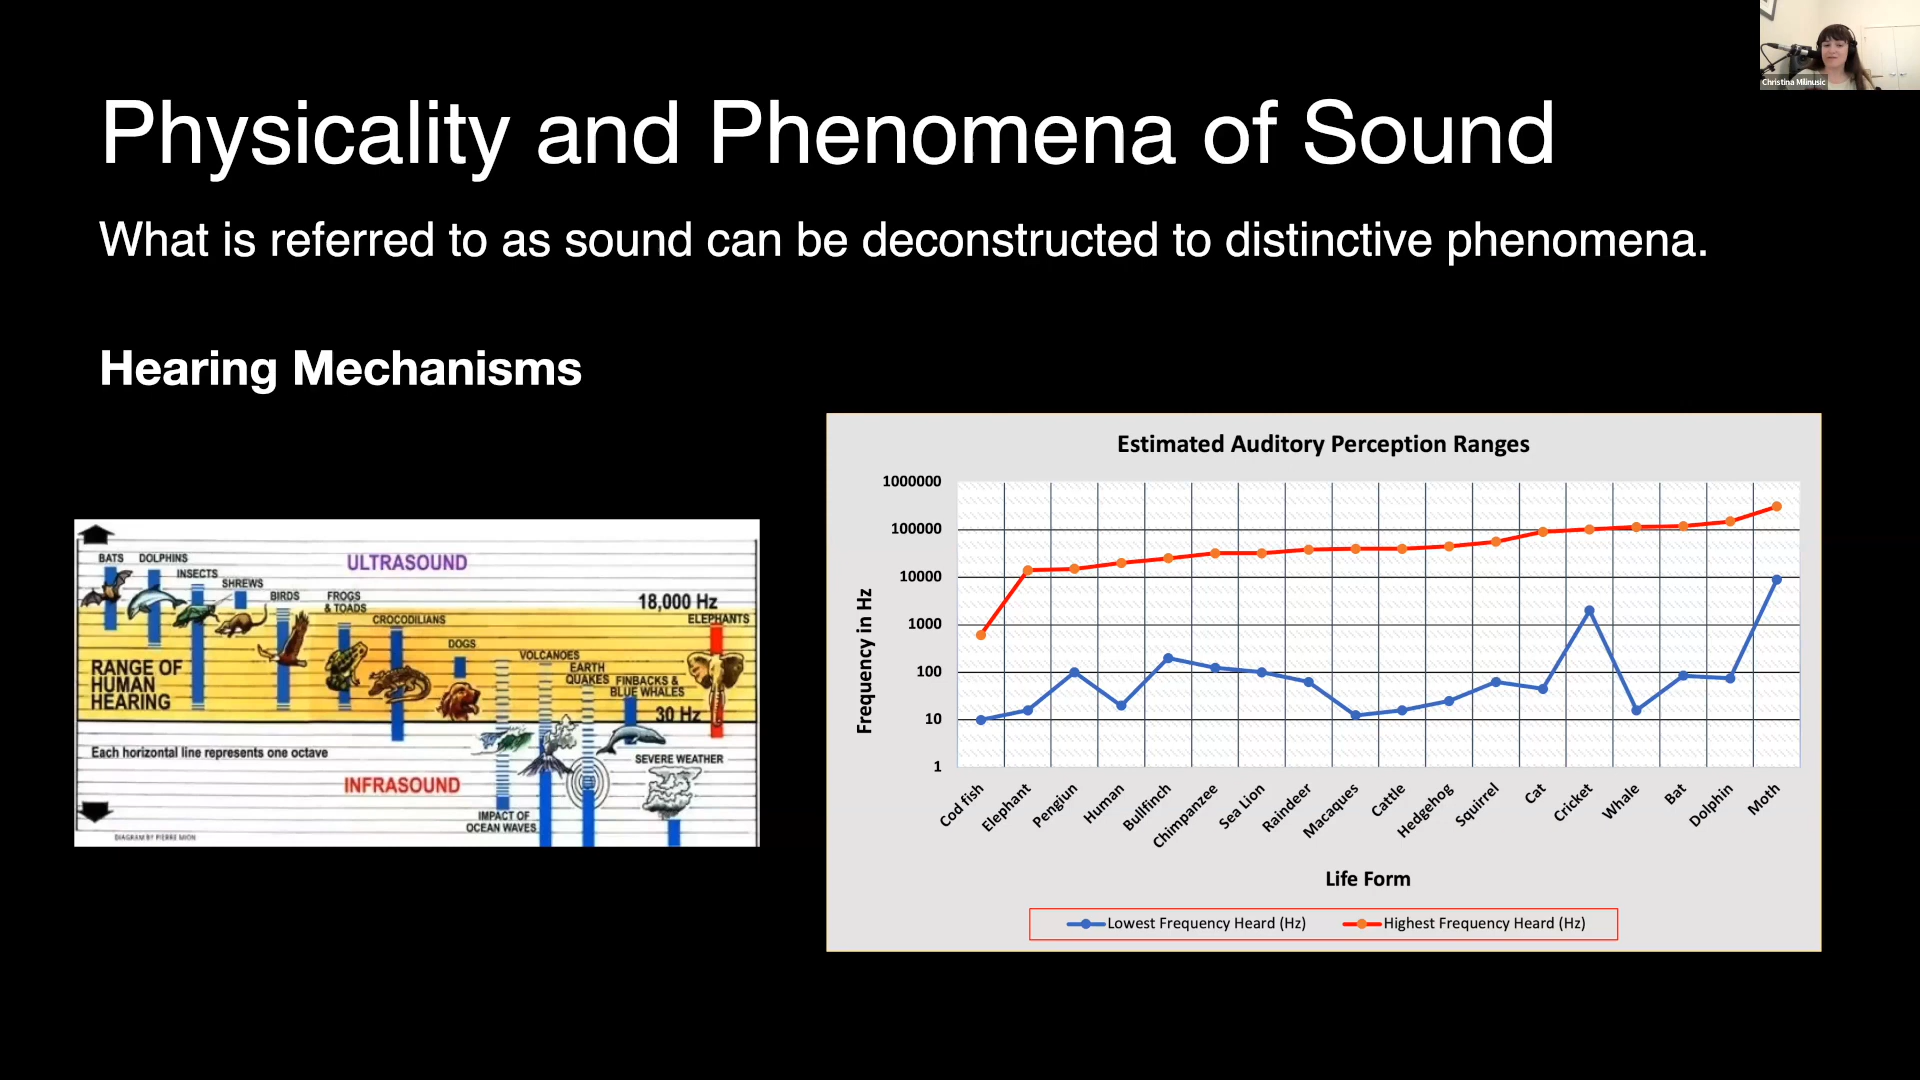 Christina Milinusic
Physicality and Phenomena of Sound
What is referred to as sound can be deconstructed to distinctive phenomena.
Hearing Mechanisms
BATS
DOLPHINS
INSECTS
SHREWS
BIRDS
FROGS
& TOADS
CROCODILIANS
DOGS
VOLCANOES
EARTH
QUAKES
FINBACKS &
BLUE WHALES
ELEPHANTS
ULTRASOUND
18,000 Hz
RANGE OF
HUMAN
HEARING
30 Hz
Each horizontal line represents one octave
INFRASOUND
SEVERE WEATHER
IMPACT OF
OCEAN WAVES
DIAGRAM BY PIERRE MION
Estimated Auditory Perception Ranges
1000000
100000
10000
1000
100
10
1
Frequency in Hz
Cod fish
Elephant
Pengiun
Human
Bullfinch
Chimpanzee
Sea Lion
Raindeer
Macaques
Cattle
Hedgehog
Squirrel
Cat
Cricket
Whale
Bat
Dolphin
Moth
Life Form
Lowest Frequency Heard (Hz)
Highest Frequency Heard (Hz)